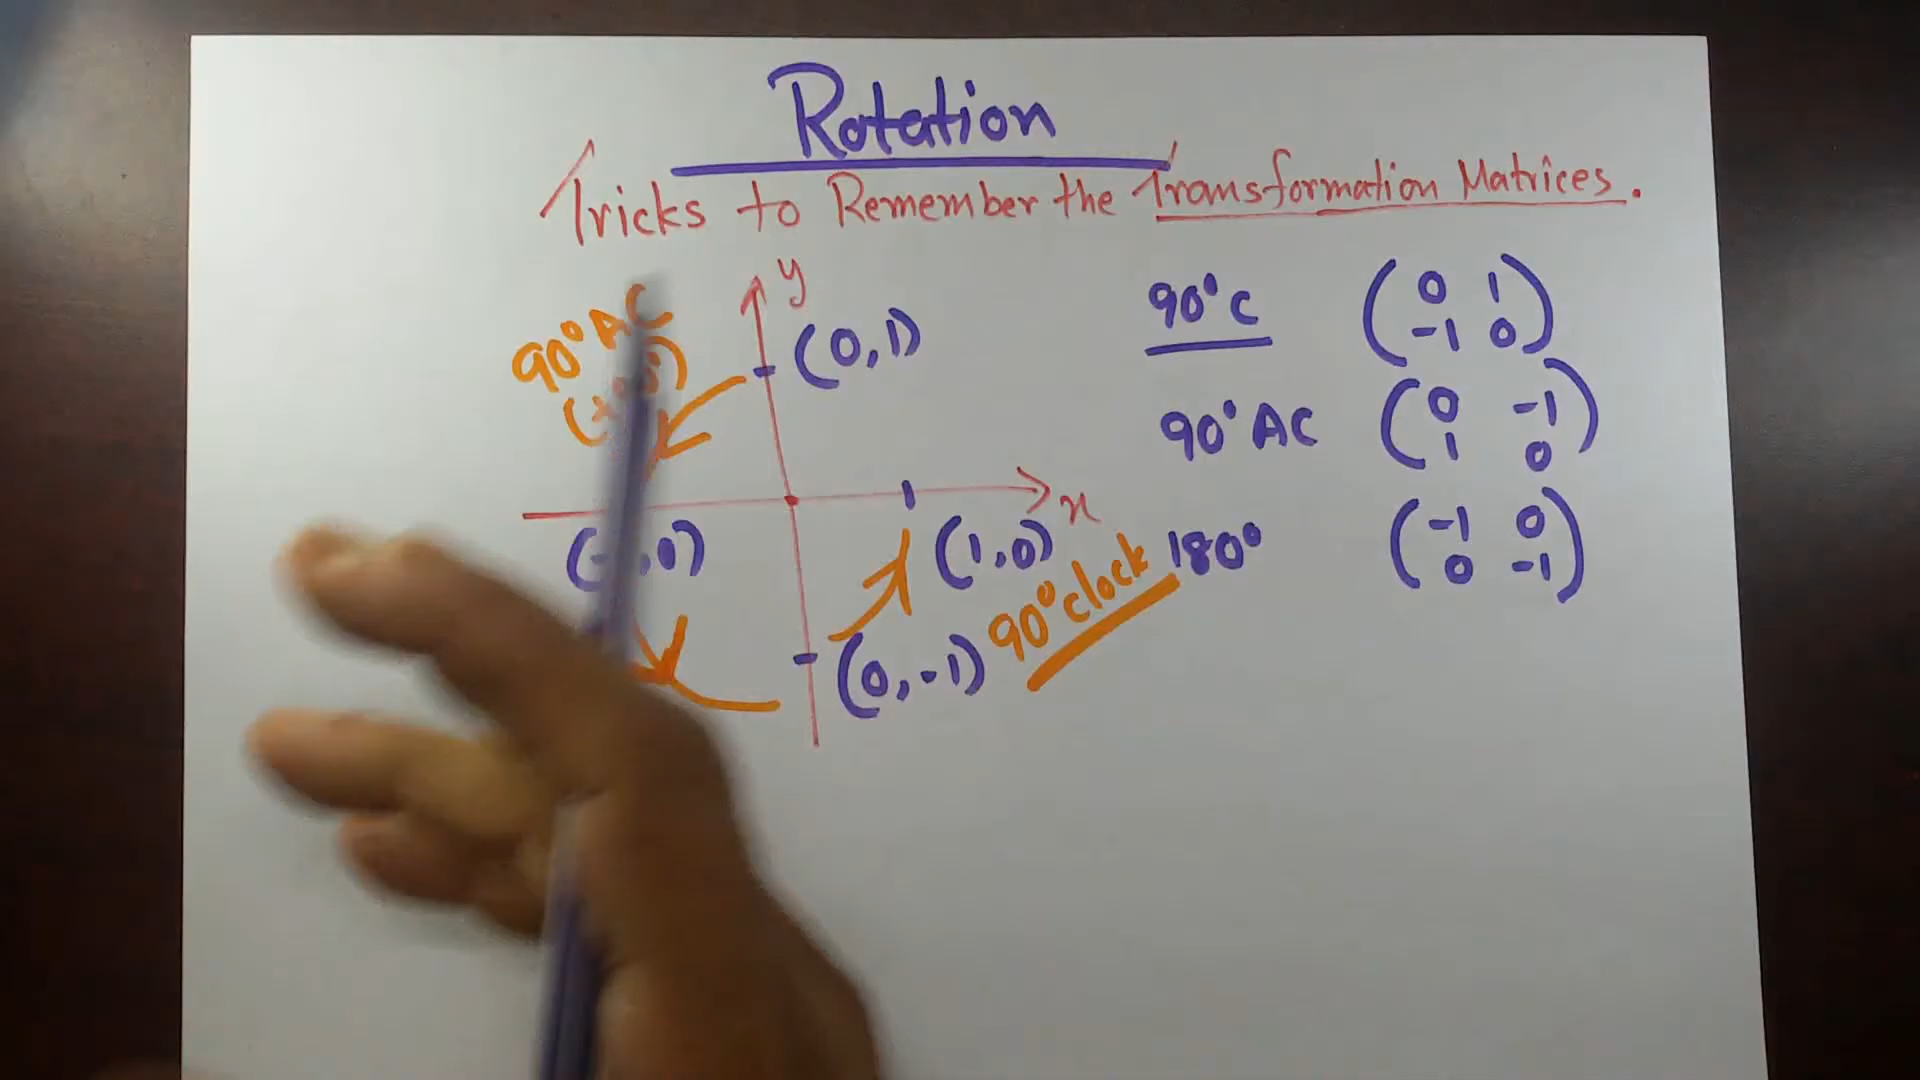 Rotation
Tricks to Remember the Transformation Matrices.
y
90°AC
(0,1)
x
(1,0)
90°clock
(0,-1)
90°C (0 1
-1 0)
90°AC (0 -1
1 0)
180° (-1 0
0 -1)